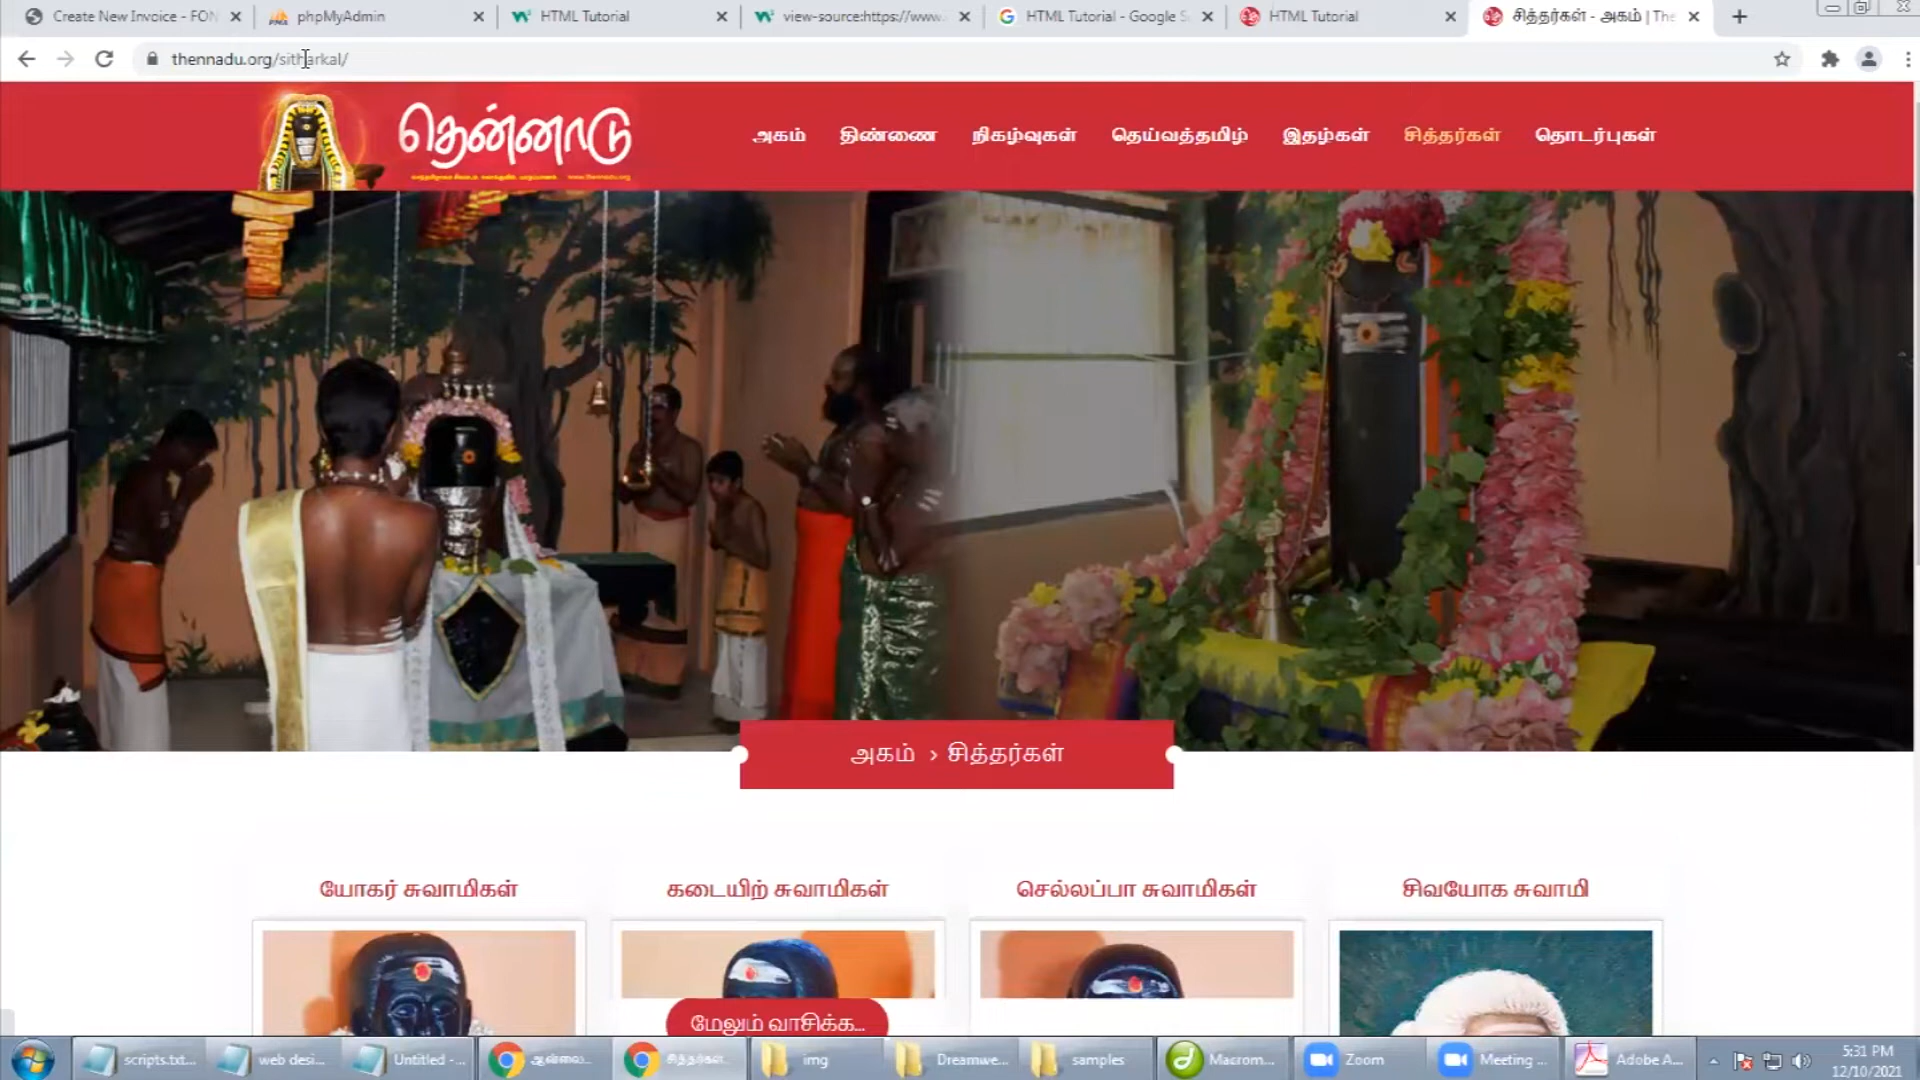 Create New Invoice - FON
phpMyAdmin
HTML Tutorial
view-source:https://www.
HTML Tutorial - Google S
HTML Tutorial
சித்தர்கள் - அகம் | The
thennadu.org/sitharkal/
தென்னாடு
அகம்
திண்ணை
நிகழ்வுகள்
தெய்வத்தமிழ்
இதழ்கள்
சித்தர்கள்
தொடர்புகள்
அகம் › சித்தர்கள்
யோகர் சுவாமிகள்
கடையிற் சுவாமிகள்
செல்லப்பா சுவாமிகள்
சிவயோக சுவாமி
மேலும் வாசிக்க...
scripts.txt...
web desi...
Untitled -...
ஆன்லை...
சித்தர்கள்...
img
Dreamwe...
samples
Macrom...
Zoom
Meeting ...
Adobe A...
5:31 PM
12/10/2021